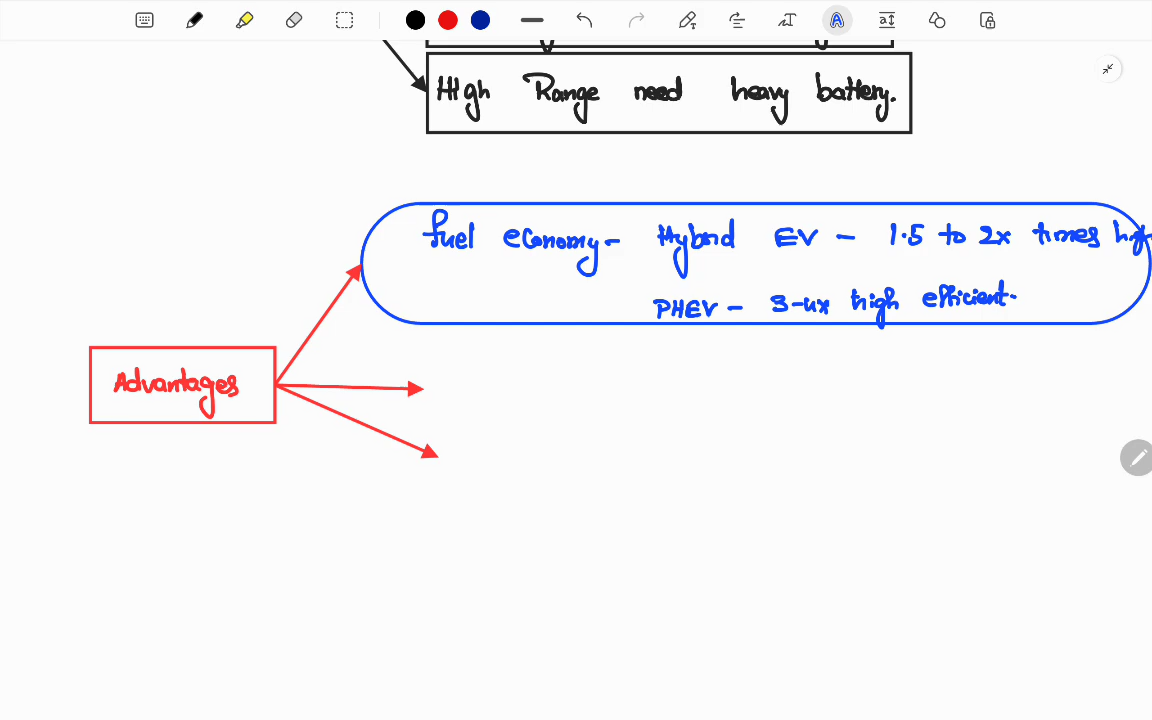 High Range need heavy battery.
fuel economy- Hybrid EV - 1.5 to 2x times high
PHEV - 3-4x high efficient.
Advantages